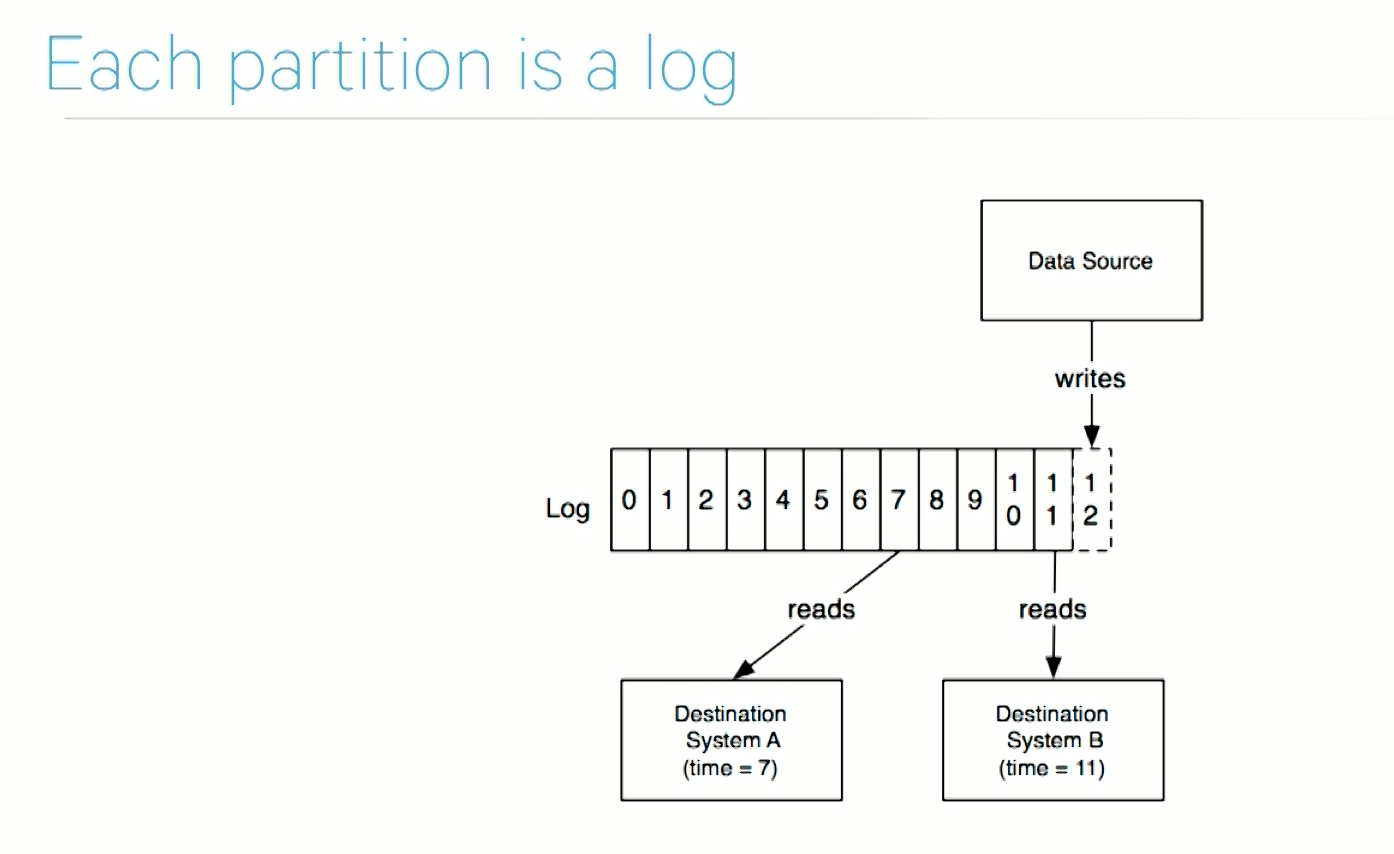 Each partition is a log
Data Source
writes
Log 0 1 2 3 4 5 6 7 8 9 10 11 12
reads reads
Destination
System A
(time = 7)
Destination
System B
(time = 11)